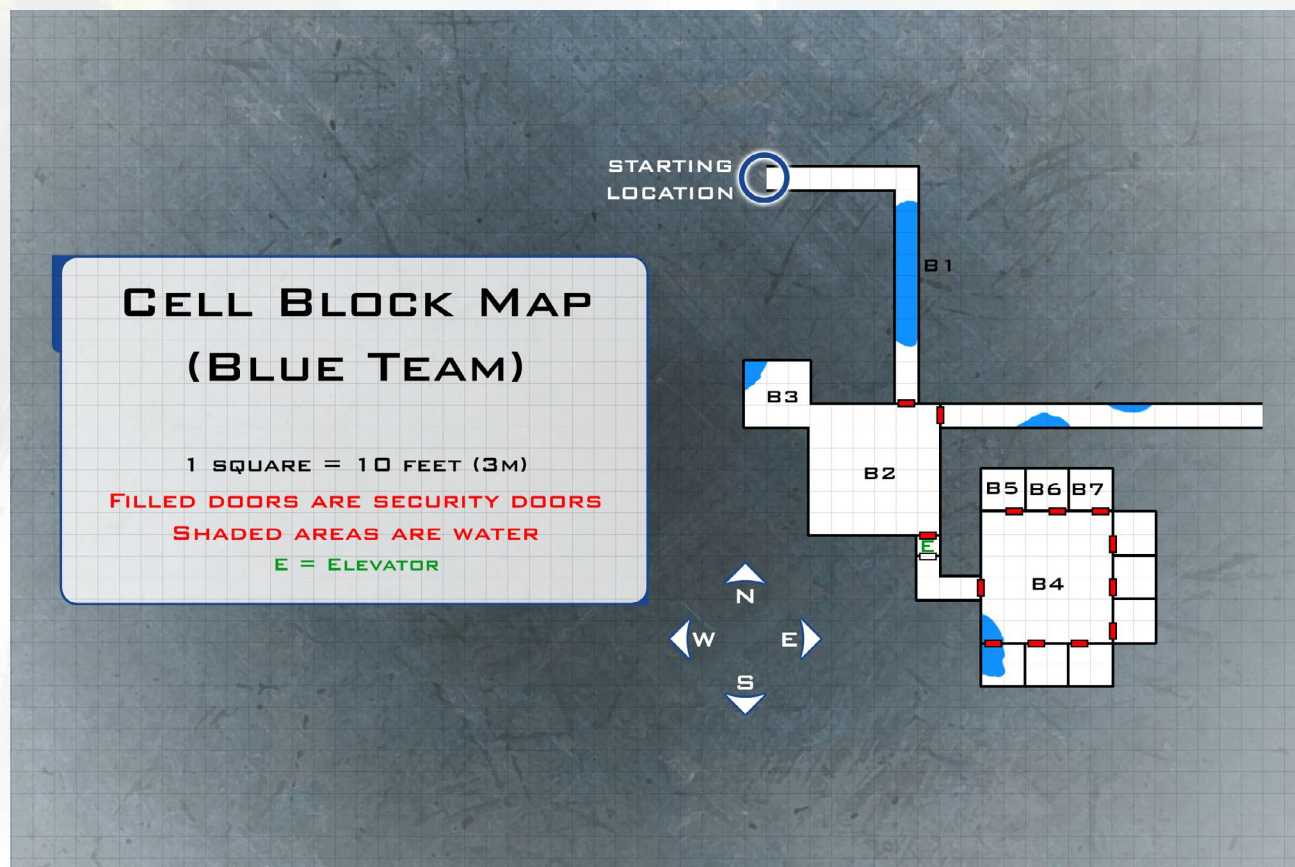 STARTING
LOCATION
B1
CELL BLOCK MAP
(BLUE TEAM)
1 SQUARE = 10 FEET (3M)
FILLED DOORS ARE SECURITY DOORS
SHADED AREAS ARE WATER
E = ELEVATOR
B3
B2
B5 B6 B7
E
B4
N
W E
S